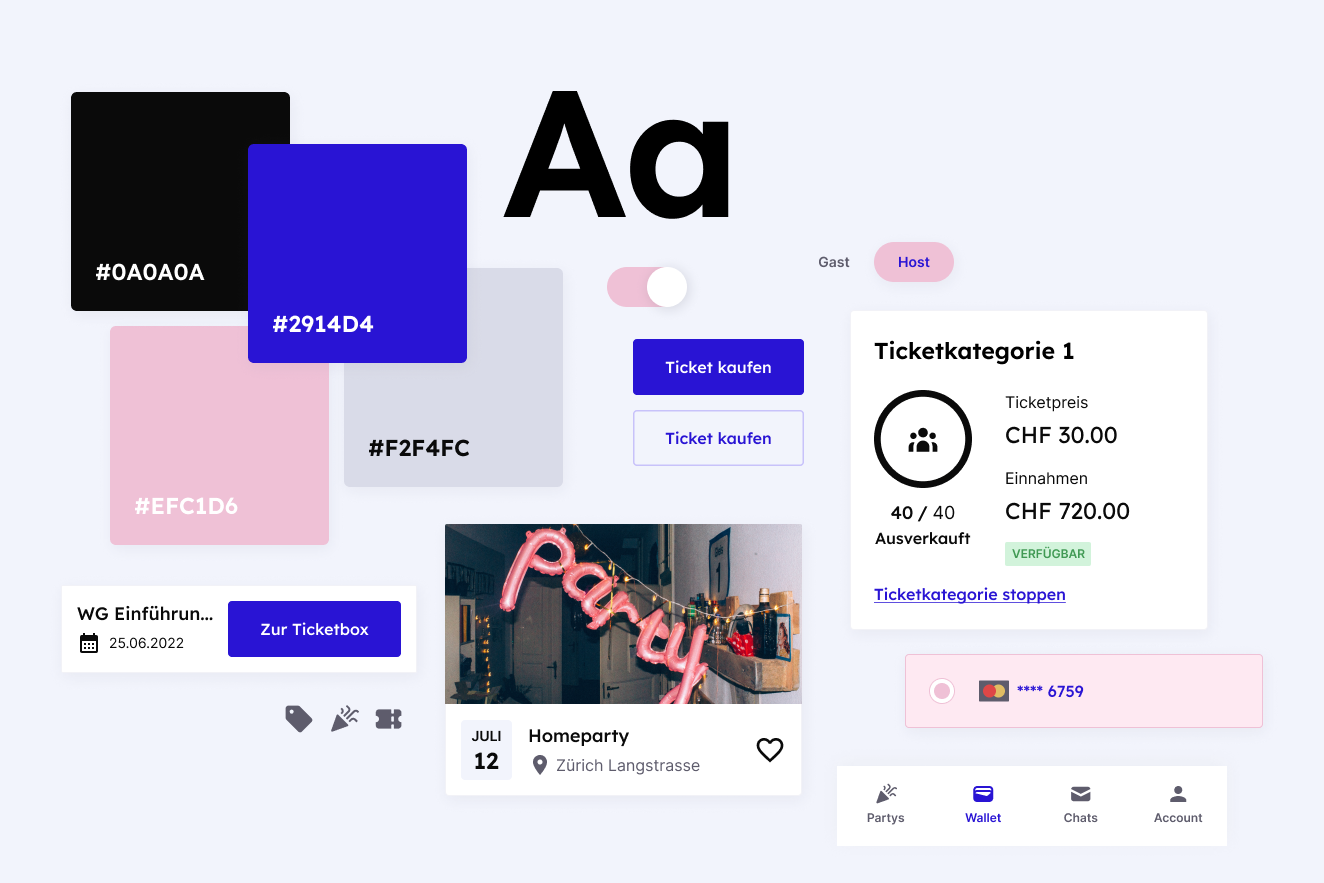 #0A0A0A
#2914D4
#EFC1D6
#F2F4FC
Aa
Ticket kaufen
Ticket kaufen
Gast
Host
Ticketkategorie 1
40 / 40
Ausverkauft
Ticketpreis
CHF 30.00
Einnahmen
CHF 720.00
VERFÜGBAR
Ticketkategorie stoppen
**** 6759
WG Einführun...
25.06.2022
Zur Ticketbox
party
JULI
12
Homeparty
Zürich Langstrasse
Partys
Wallet
Chats
Account